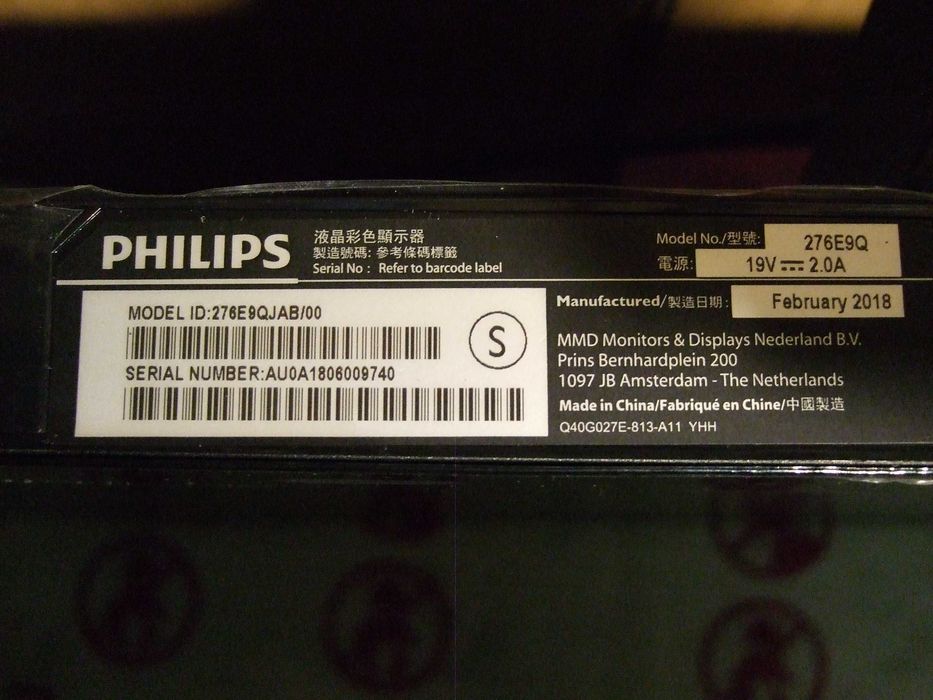 PHILIPS
液晶彩色顯示器
製造號碼: 參考條碼標籤
Serial No : Refer to barcode label
Model No./型號: 276E9Q
電源: 19V⎓2.0A
MODEL ID:276E9QJAB/00
SERIAL NUMBER:AU0A1806009740
S
Manufactured/製造日期: February 2018
MMD Monitors & Displays Nederland B.V.
Prins Bernhardplein 200
1097 JB Amsterdam - The Netherlands
Made in China/Fabriqué en Chine/中國製造
Q40G027E-813-A11 YHH